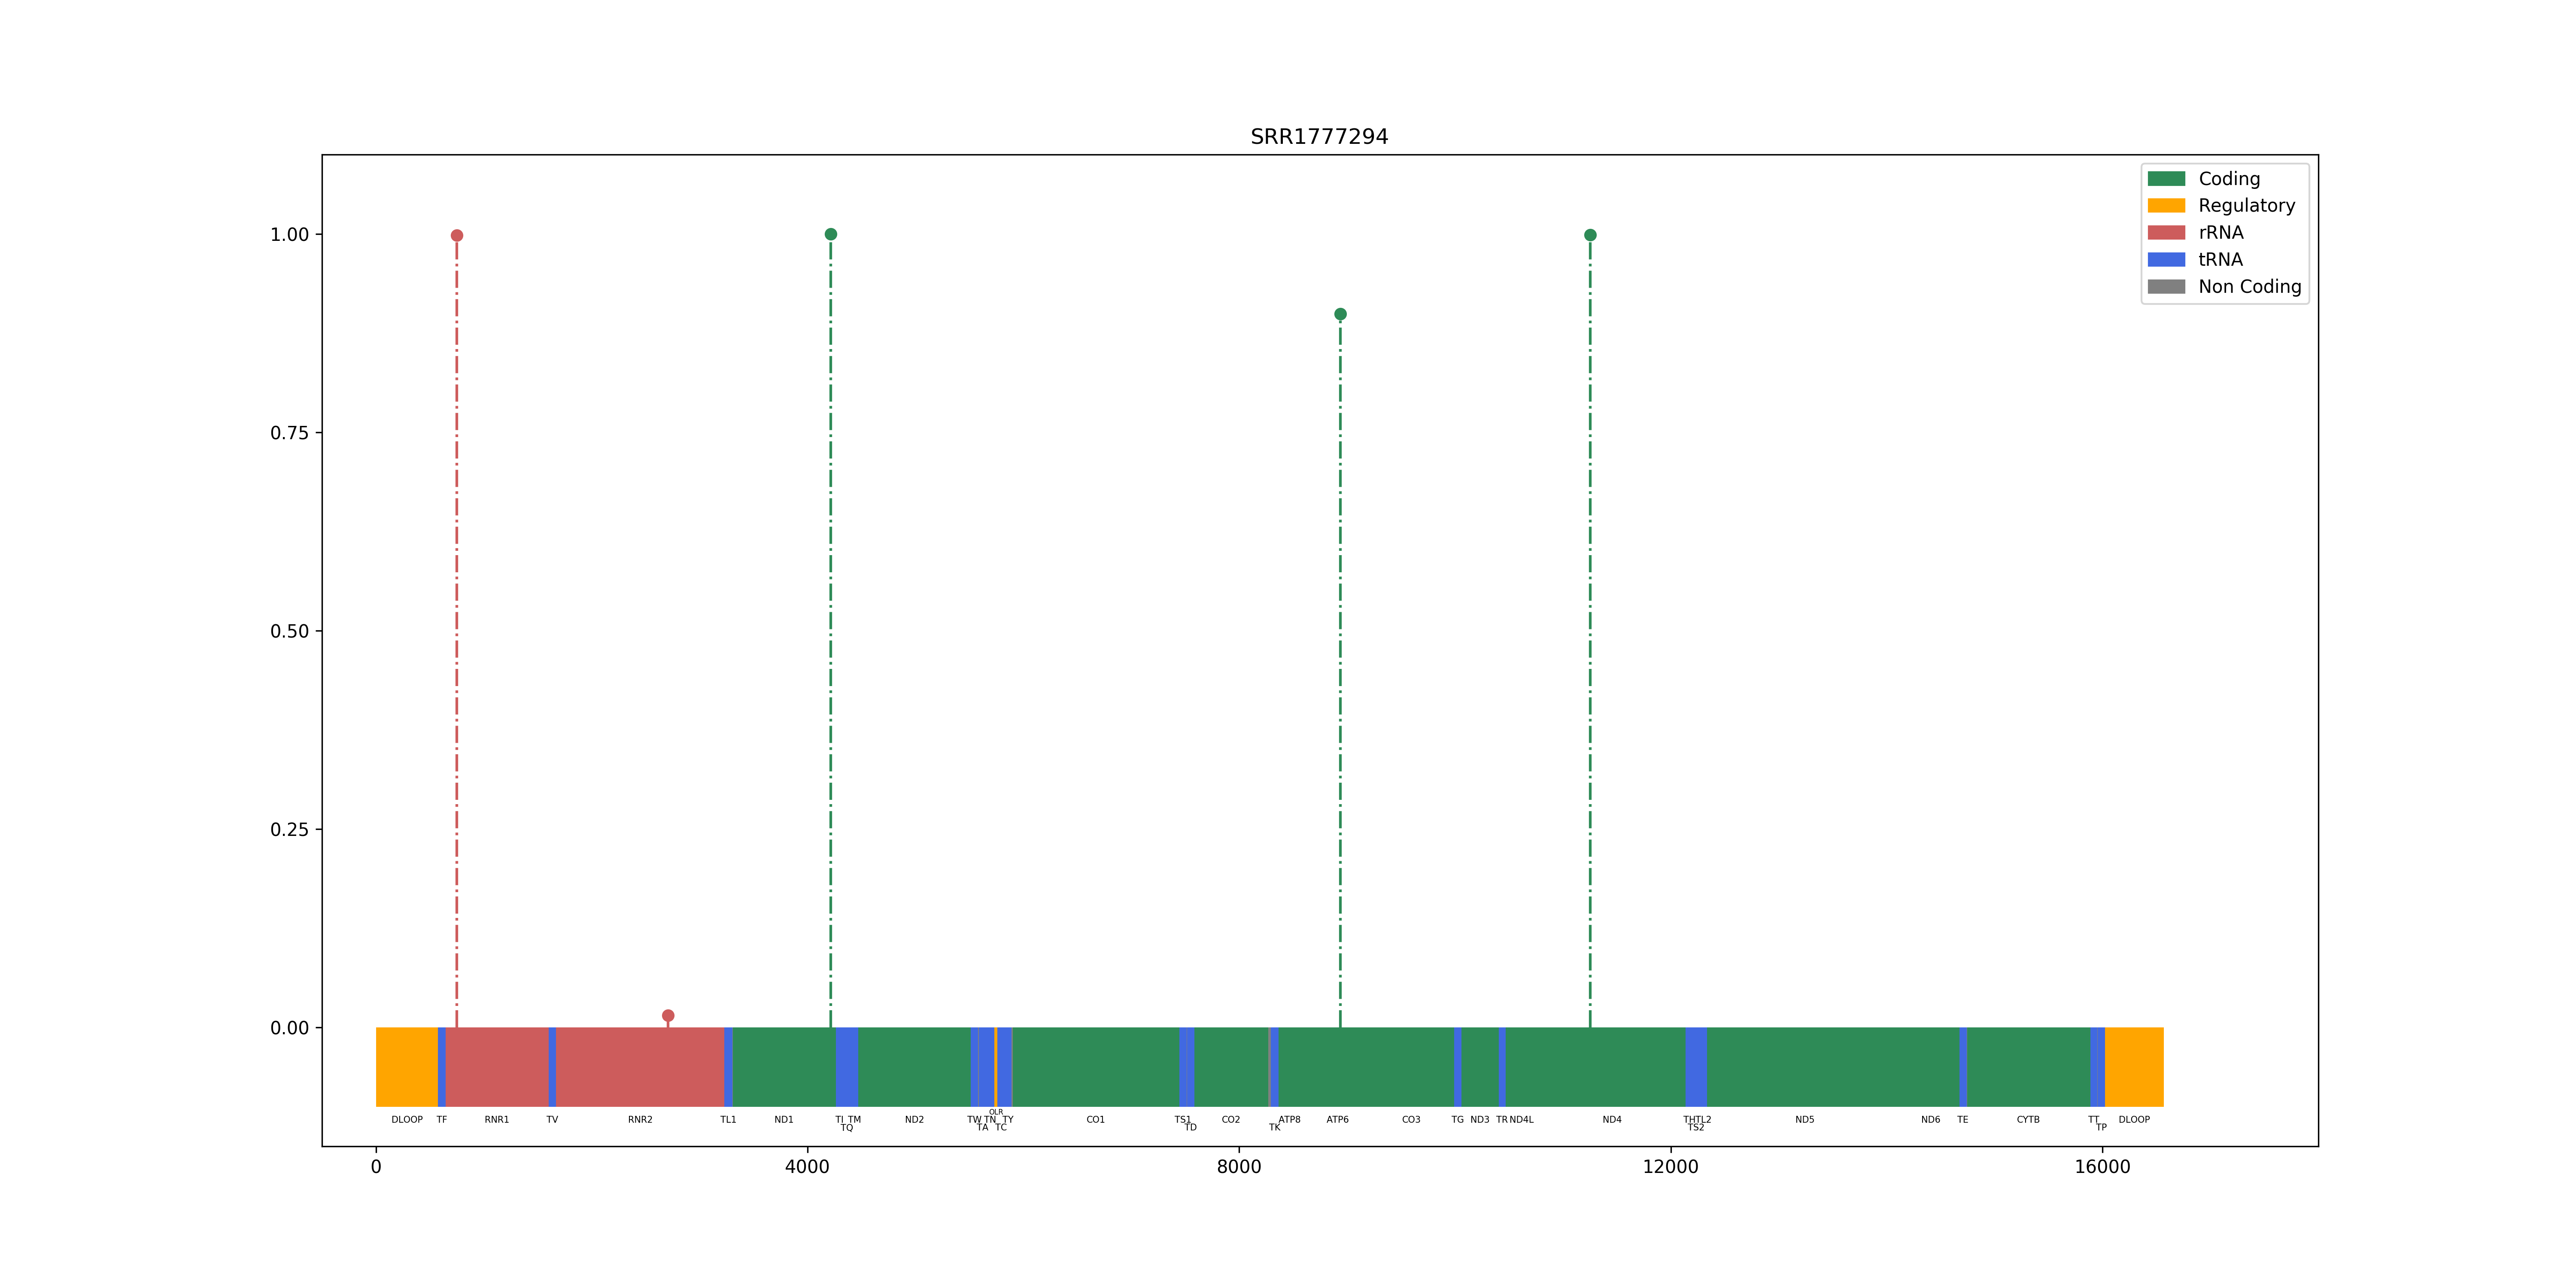 SRR1777294
Coding
Regulatory
rRNA
tRNA
Non Coding
1.00
0.75
0.50
0.25
0.00
OLR
DLOOP TF RNR1 TV RNR2 TL1 ND1 TI TM ND2 TW TN TY CO1 TS1 CO2 ATP8 ATP6 CO3 TG ND3 TR ND4L ND4 TH TL2 ND5 ND6 TE CYTB TT DLOOP
TQ TA TC TD TK TS2 TP
0 4000 8000 12000 16000